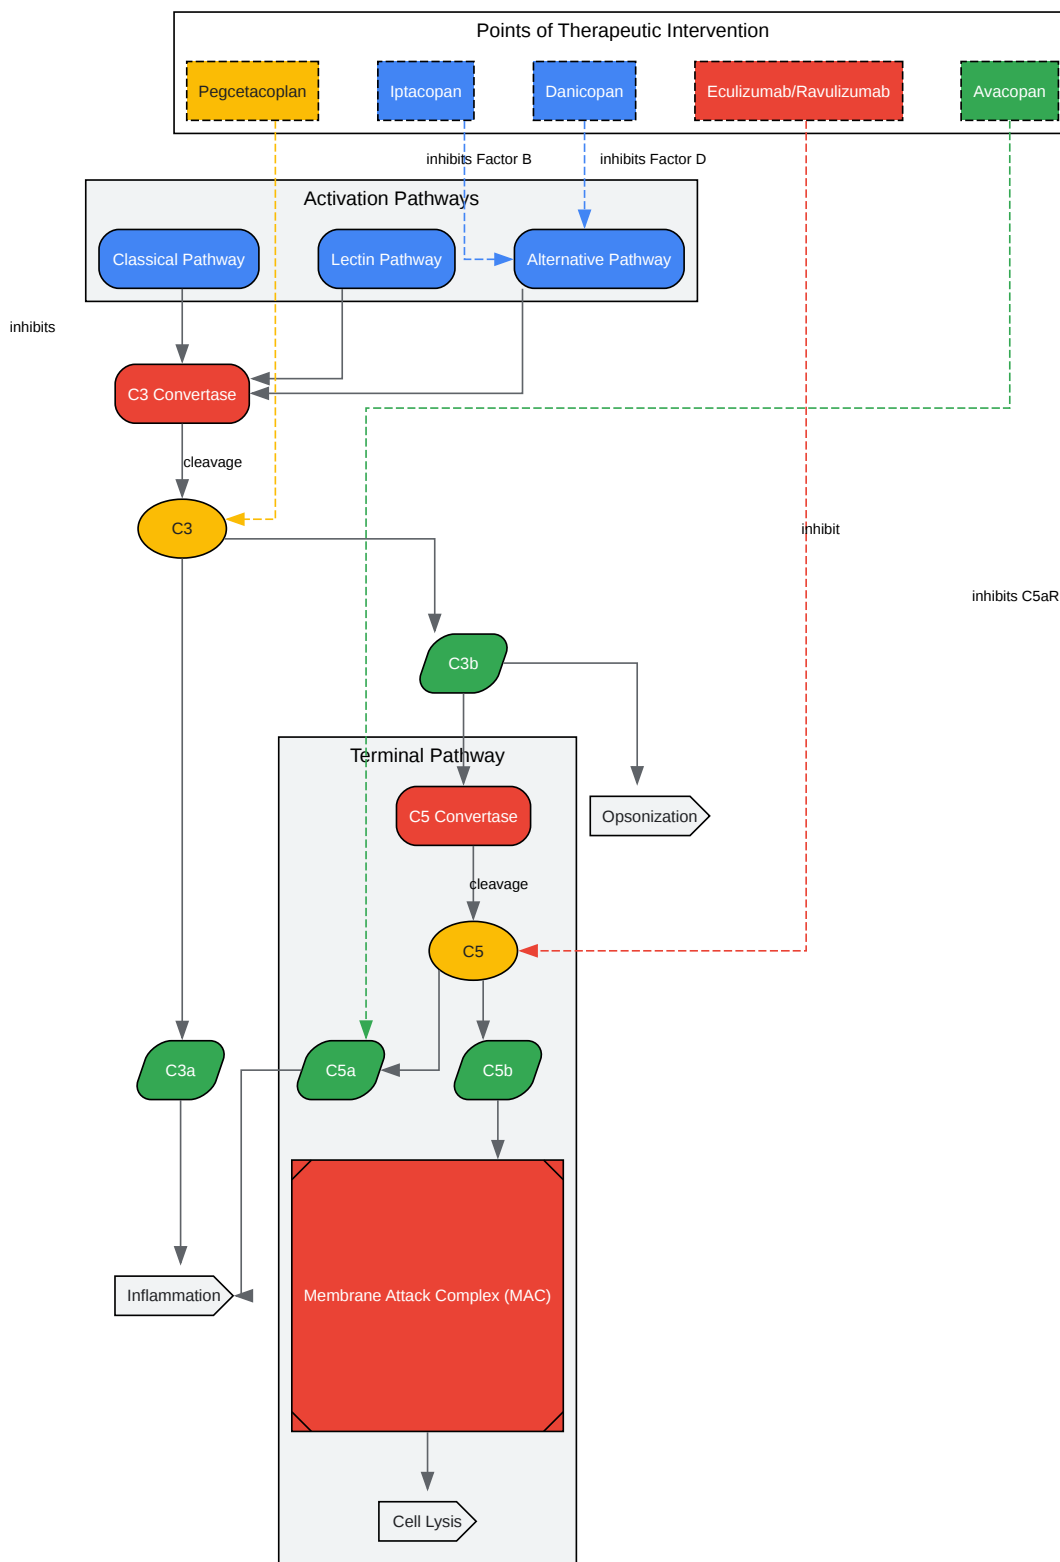 Points of Therapeutic Intervention
Pegcetacoplan
Iptacopan
Danicopan
Eculizumab/Ravulizumab
Avacopan
inhibits Factor B
inhibits Factor D
Activation Pathways
Classical Pathway
Lectin Pathway
Alternative Pathway
inhibits
C3 Convertase
cleavage
C3
inhibit
inhibits C5aR
C3b
Terminal Pathway
C5 Convertase
Opsonization
cleavage
C5
C3a
C5a
C5b
Inflammation
Membrane Attack Complex (MAC)
Cell Lysis